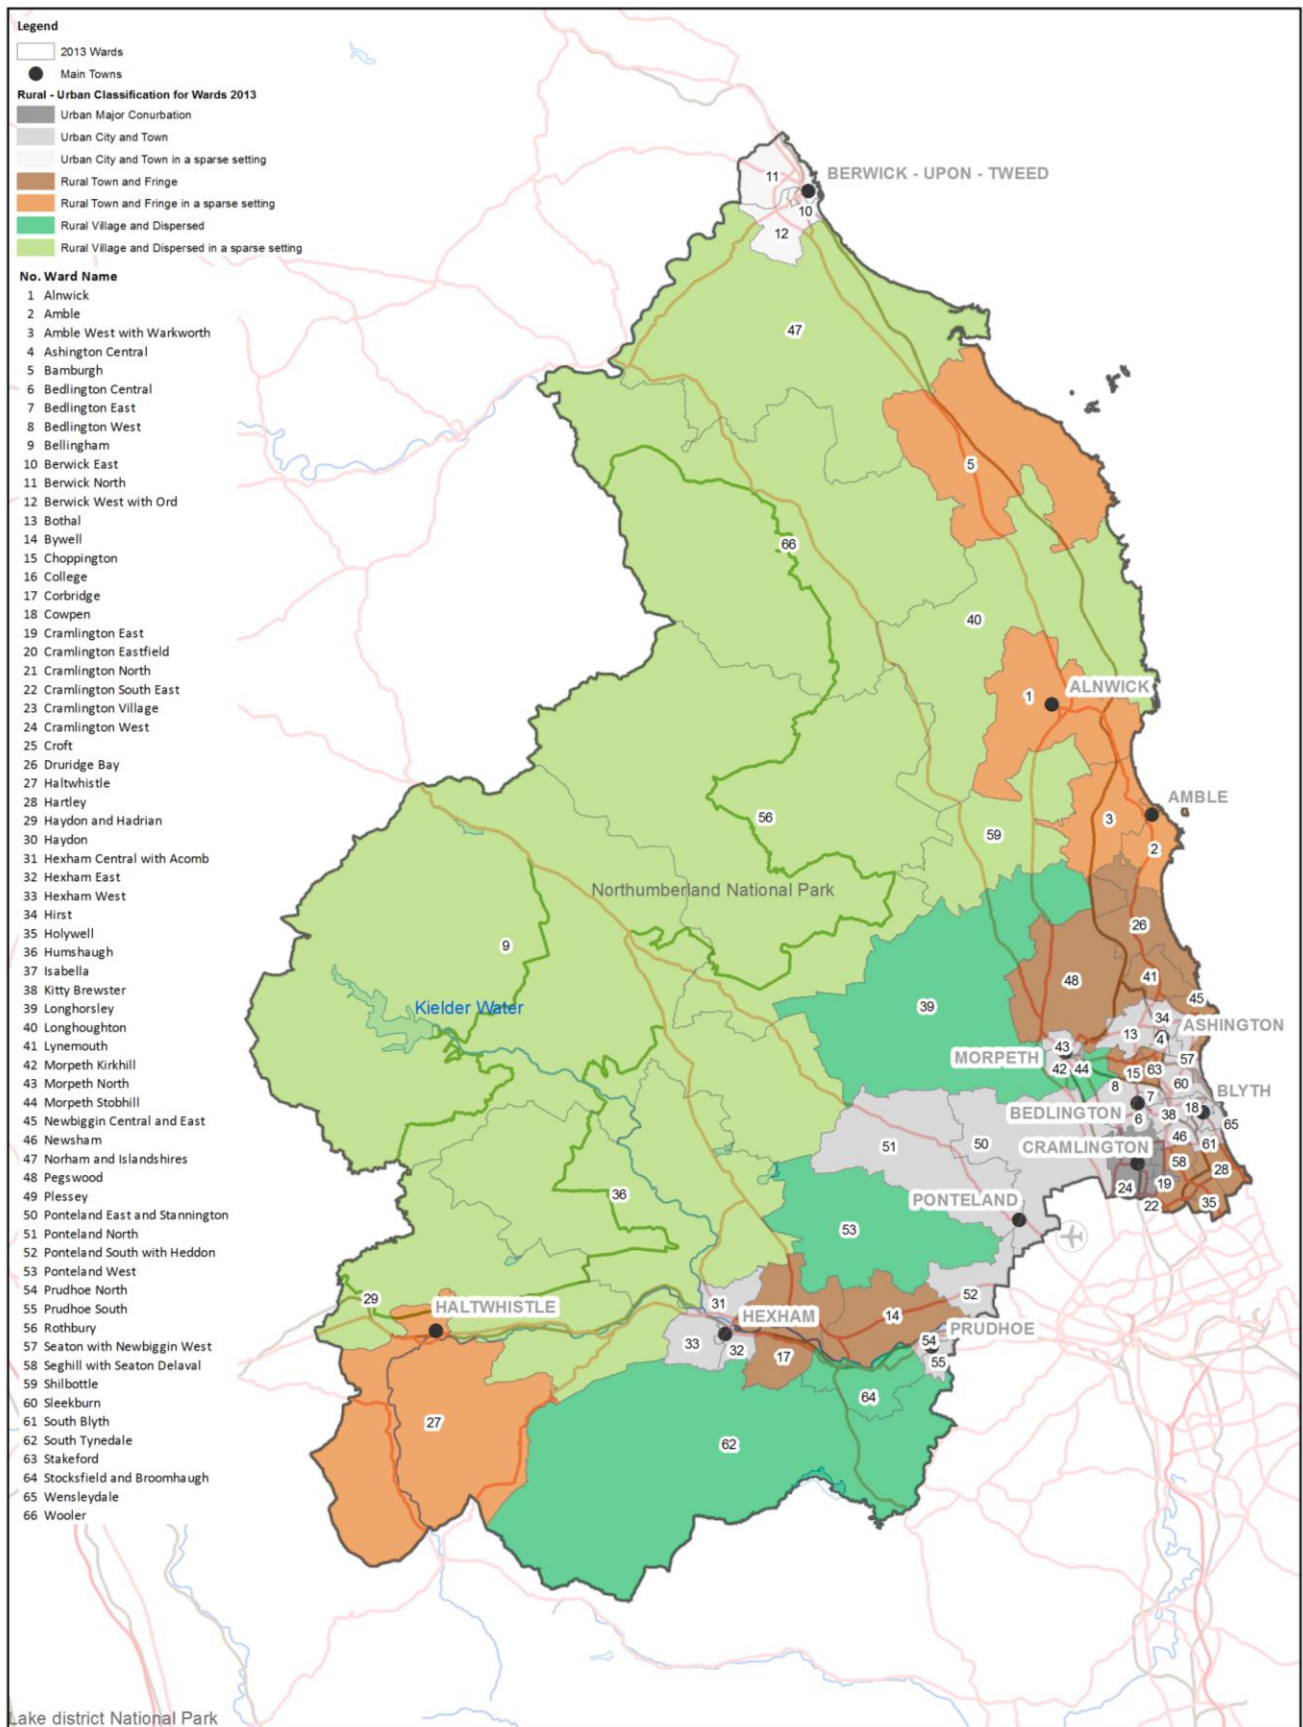 Legend
2013 Wards
Main Towns
Rural - Urban Classification for Wards 2013
Urban Major Conurbation
Urban City and Town
Urban City and Town in a sparse setting
Rural Town and Fringe
Rural Town and Fringe in a sparse setting
Rural Village and Dispersed
Rural Village and Dispersed in a sparse setting
No. Ward Name
1 Alnwick
2 Amble
3 Amble West with Warkworth
4 Ashington Central
5 Bamburgh
6 Bedlington Central
7 Bedlington East
8 Bedlington West
9 Bellingham
10 Berwick East
11 Berwick North
12 Berwick West with Ord
13 Bothal
14 Bywell
15 Choppington
16 College
17 Corbridge
18 Cowpen
19 Cramlington East
20 Cramlington Eastfield
21 Cramlington North
22 Cramlington South East
23 Cramlington Village
24 Cramlington West
25 Croft
26 Druridge Bay
27 Haltwhistle
28 Hartley
29 Haydon and Hadrian
30 Haydon
31 Hexham Central with Acomb
32 Hexham East
33 Hexham West
34 Hirst
35 Holywell
36 Humshaugh
37 Isabella
38 Kitty Brewster
39 Longhorsley
40 Longhoughton
41 Lynemouth
42 Morpeth Kirkhill
43 Morpeth North
44 Morpeth Stobhill
45 Newbiggin Central and East
46 Newsham
47 Norham and Islandshires
48 Pegswood
49 Plessey
50 Ponteland East and Stannington
51 Ponteland North
52 Ponteland South with Heddon
53 Ponteland West
54 Prudhoe North
55 Prudhoe South
56 Rothbury
57 Seaton with Newbiggin West
58 Seghill with Seaton Delaval
59 Shilbottle
60 Sleekburn
61 South Blyth
62 South Tynedale
63 Stakeford
64 Stocksfield and Broomhaugh
65 Wensleydale
66 Wooler
11
BERWICK - UPON - TWEED
10
12
47
5
66
40
1
ALNWICK
AMBLE
56
59
3
2
Northumberland National Park
9
26
48
41
Kielder Water
39
45
34
ASHINGTON
13
4
43
MORPETH
57
42
44
15
63
60
8
7
BLYTH
BEDLINGTON
6
38
18
65
51
50
46
61
CRAMLINGTON
58
28
24
19
36
PONTELAND
22
35
53
29
HALTWHISTLE
31
52
HEXHAM
14
PRUDHOE
33
32
17
54
55
64
27
62
Lake district National Park